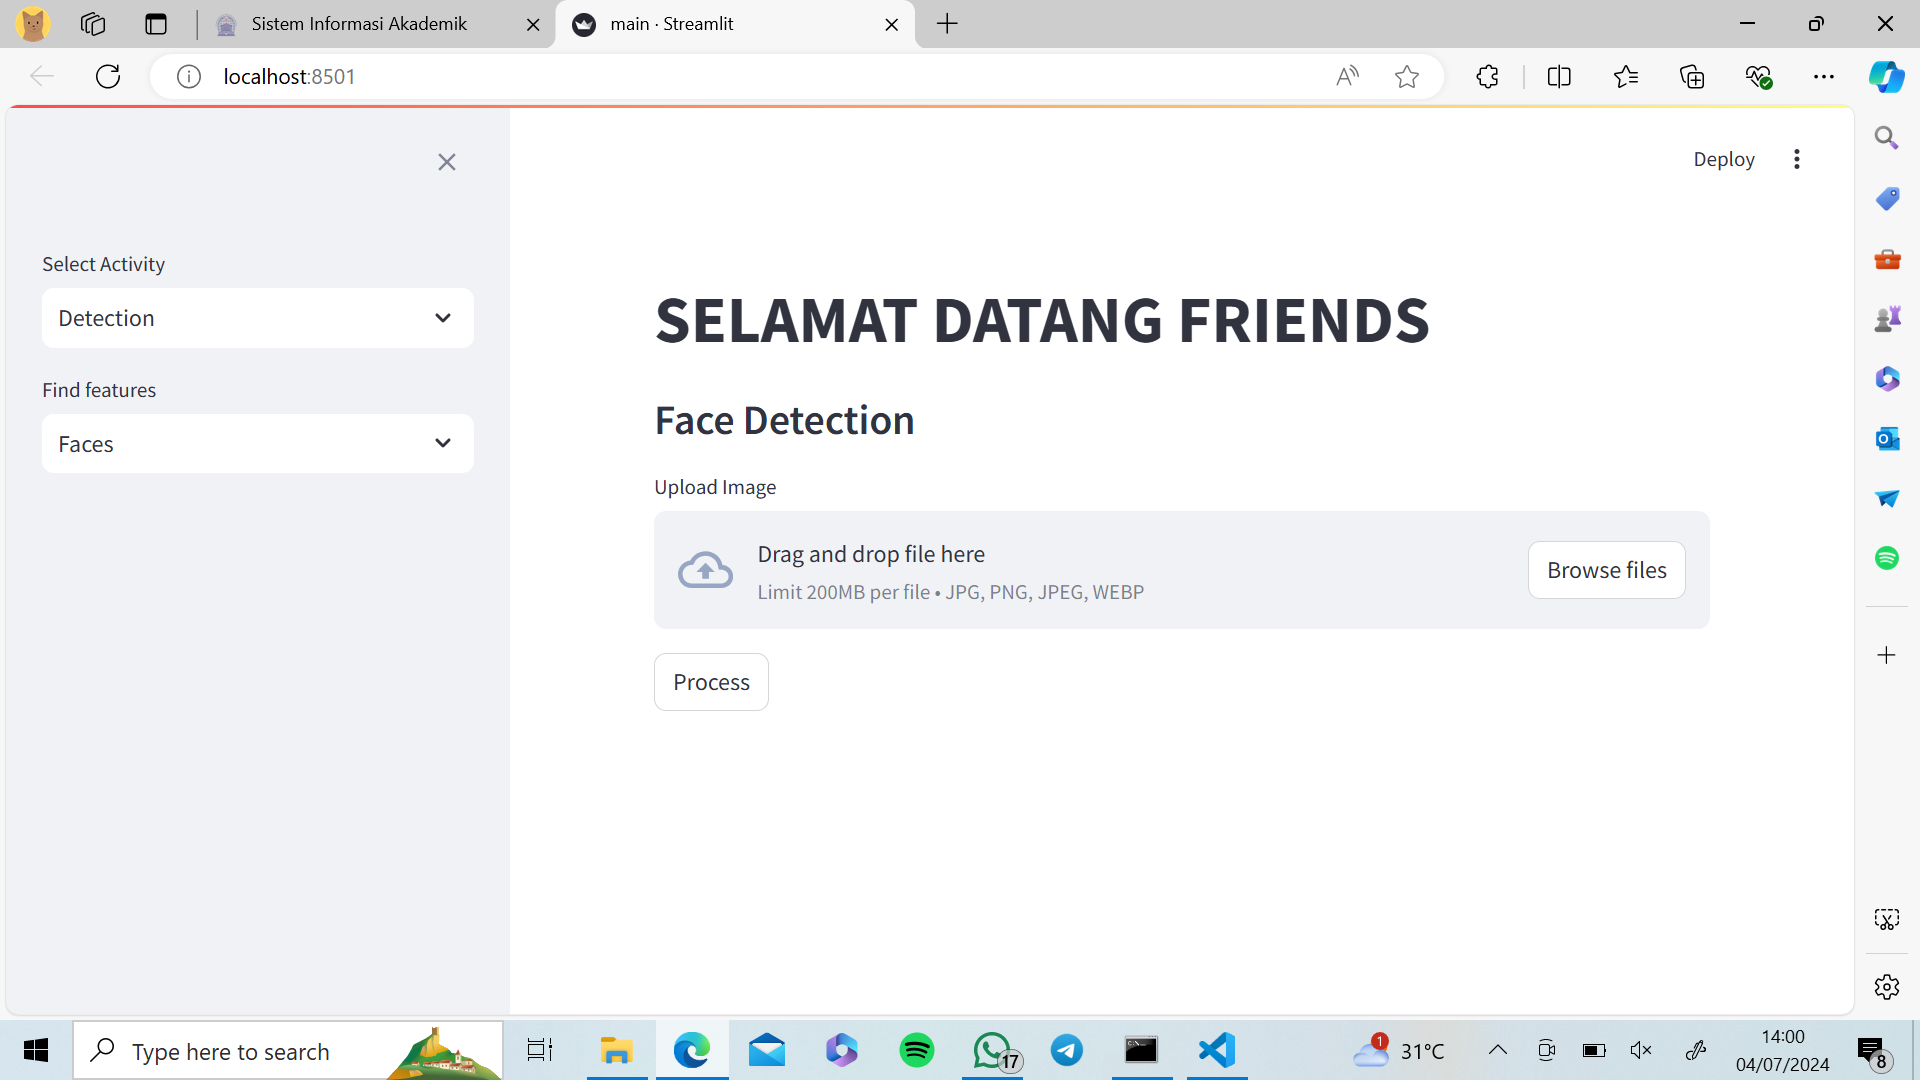 Sistem Informasi Akademik
main · Streamlit
localhost:8501
Deploy
Select Activity
Detection
Find features
Faces
SELAMAT DATANG FRIENDS
Face Detection
Upload Image
Drag and drop file here
Limit 200MB per file • JPG, PNG, JPEG, WEBP
Browse files
Process
Type here to search
17
1
31°C
14:00
04/07/2024
8